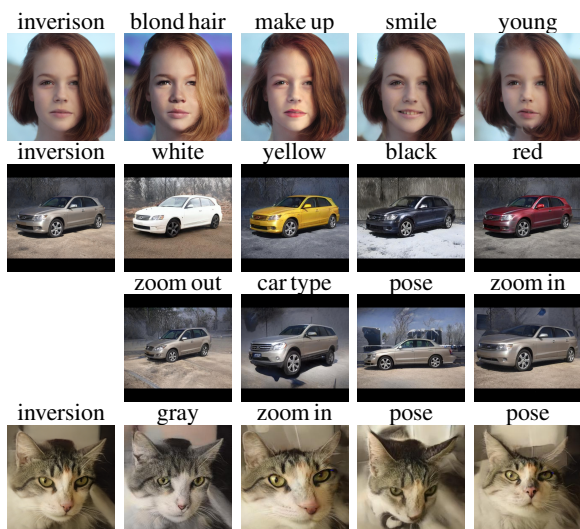 inverison blond hair make up smile young
inversion white yellow black red
zoom out car type pose zoom in
inversion gray zoom in pose pose